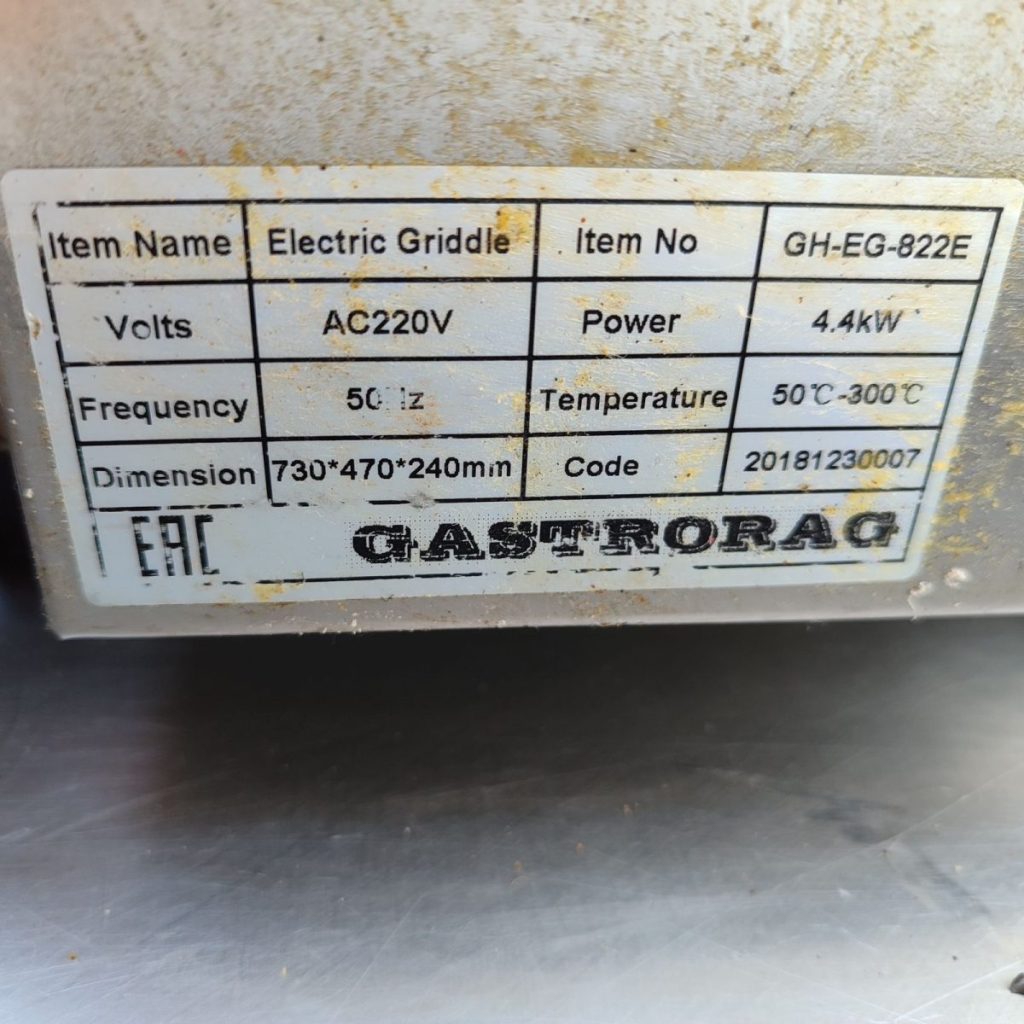 Item Name Electric Griddle Item No GH-EG-822E
Volts AC220V Power 4.4kW
Frequency 50Hz Temperature 50℃-300℃
Dimension 730*470*240mm Code 20181230007
EAC GASTRORAG